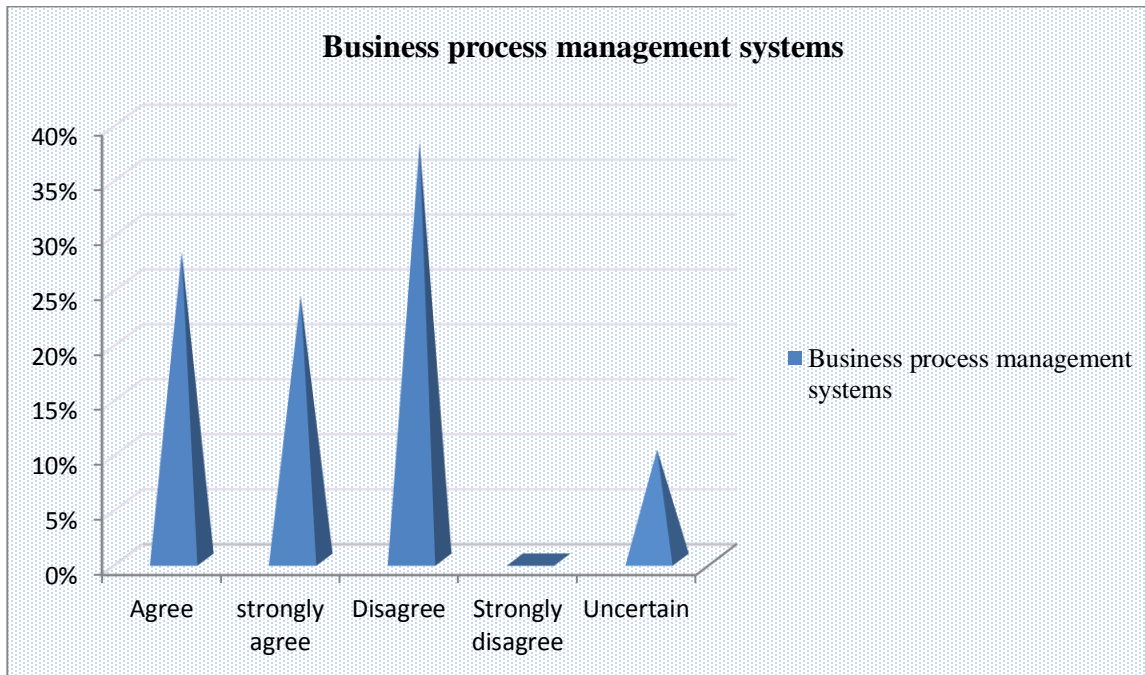 Business process management systems
40%
35%
30%
25%
20%
15%
10%
5%
0%
Agree
strongly
agree
Disagree
Strongly
disagree
Uncertain
Business process management
systems